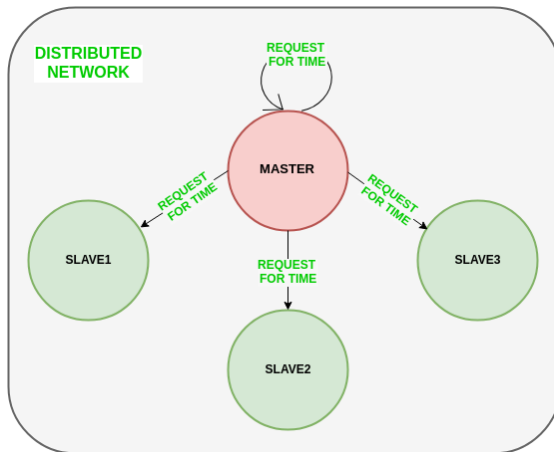 REQUEST
FOR TIME
DISTRIBUTED
NETWORK
MASTER
REQUEST
FOR TIME
REQUEST
FOR TIME
SLAVE1
REQUEST
FOR TIME
SLAVE3
SLAVE2